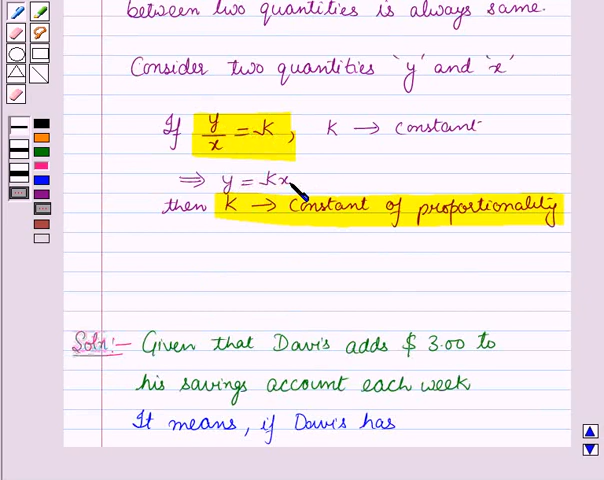 between two quantities is always same.
Consider two quantities 'y' and 'x'
If y/x = k, k → constant
⇒ y = kx
then k → constant of proportionality
Soln:- Given that Davis adds $ 3.00 to
his savings account each week
It means, if Davis has